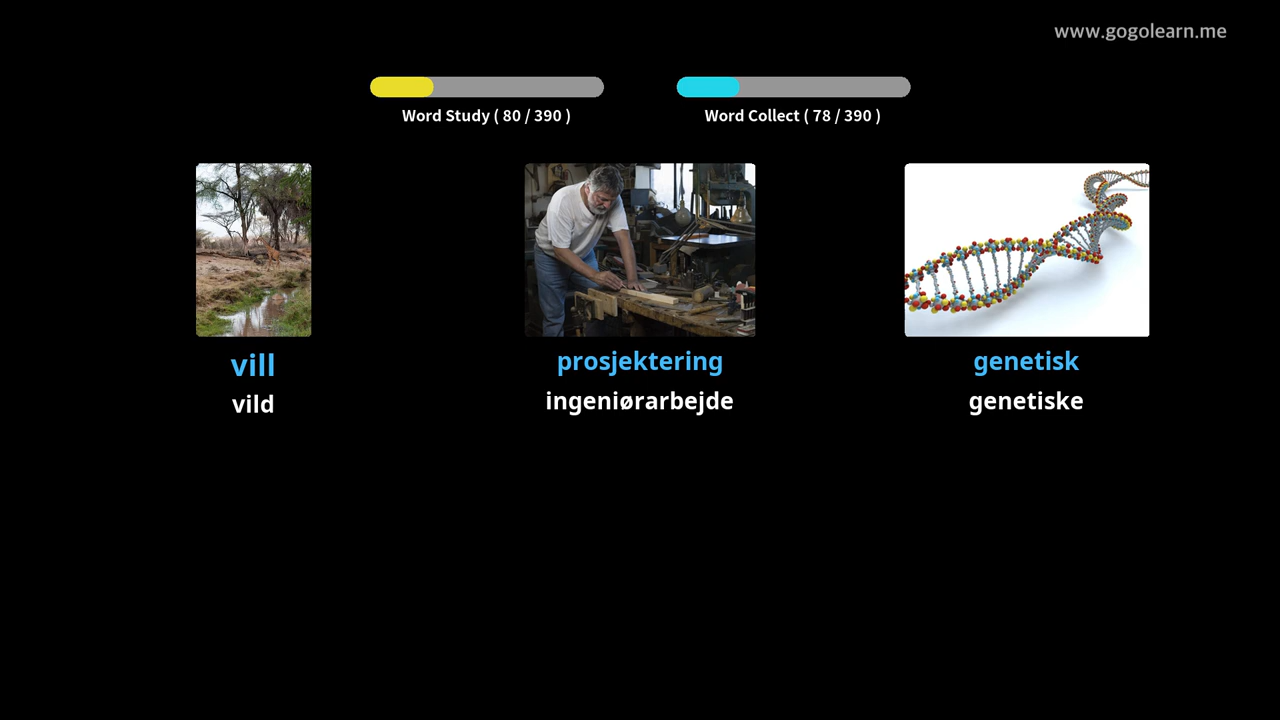 www.gogolearn.me
Word Study ( 80 / 390 )
Word Collect ( 78 / 390 )
vill
vild
prosjektering
ingeniørarbejde
genetisk
genetiske